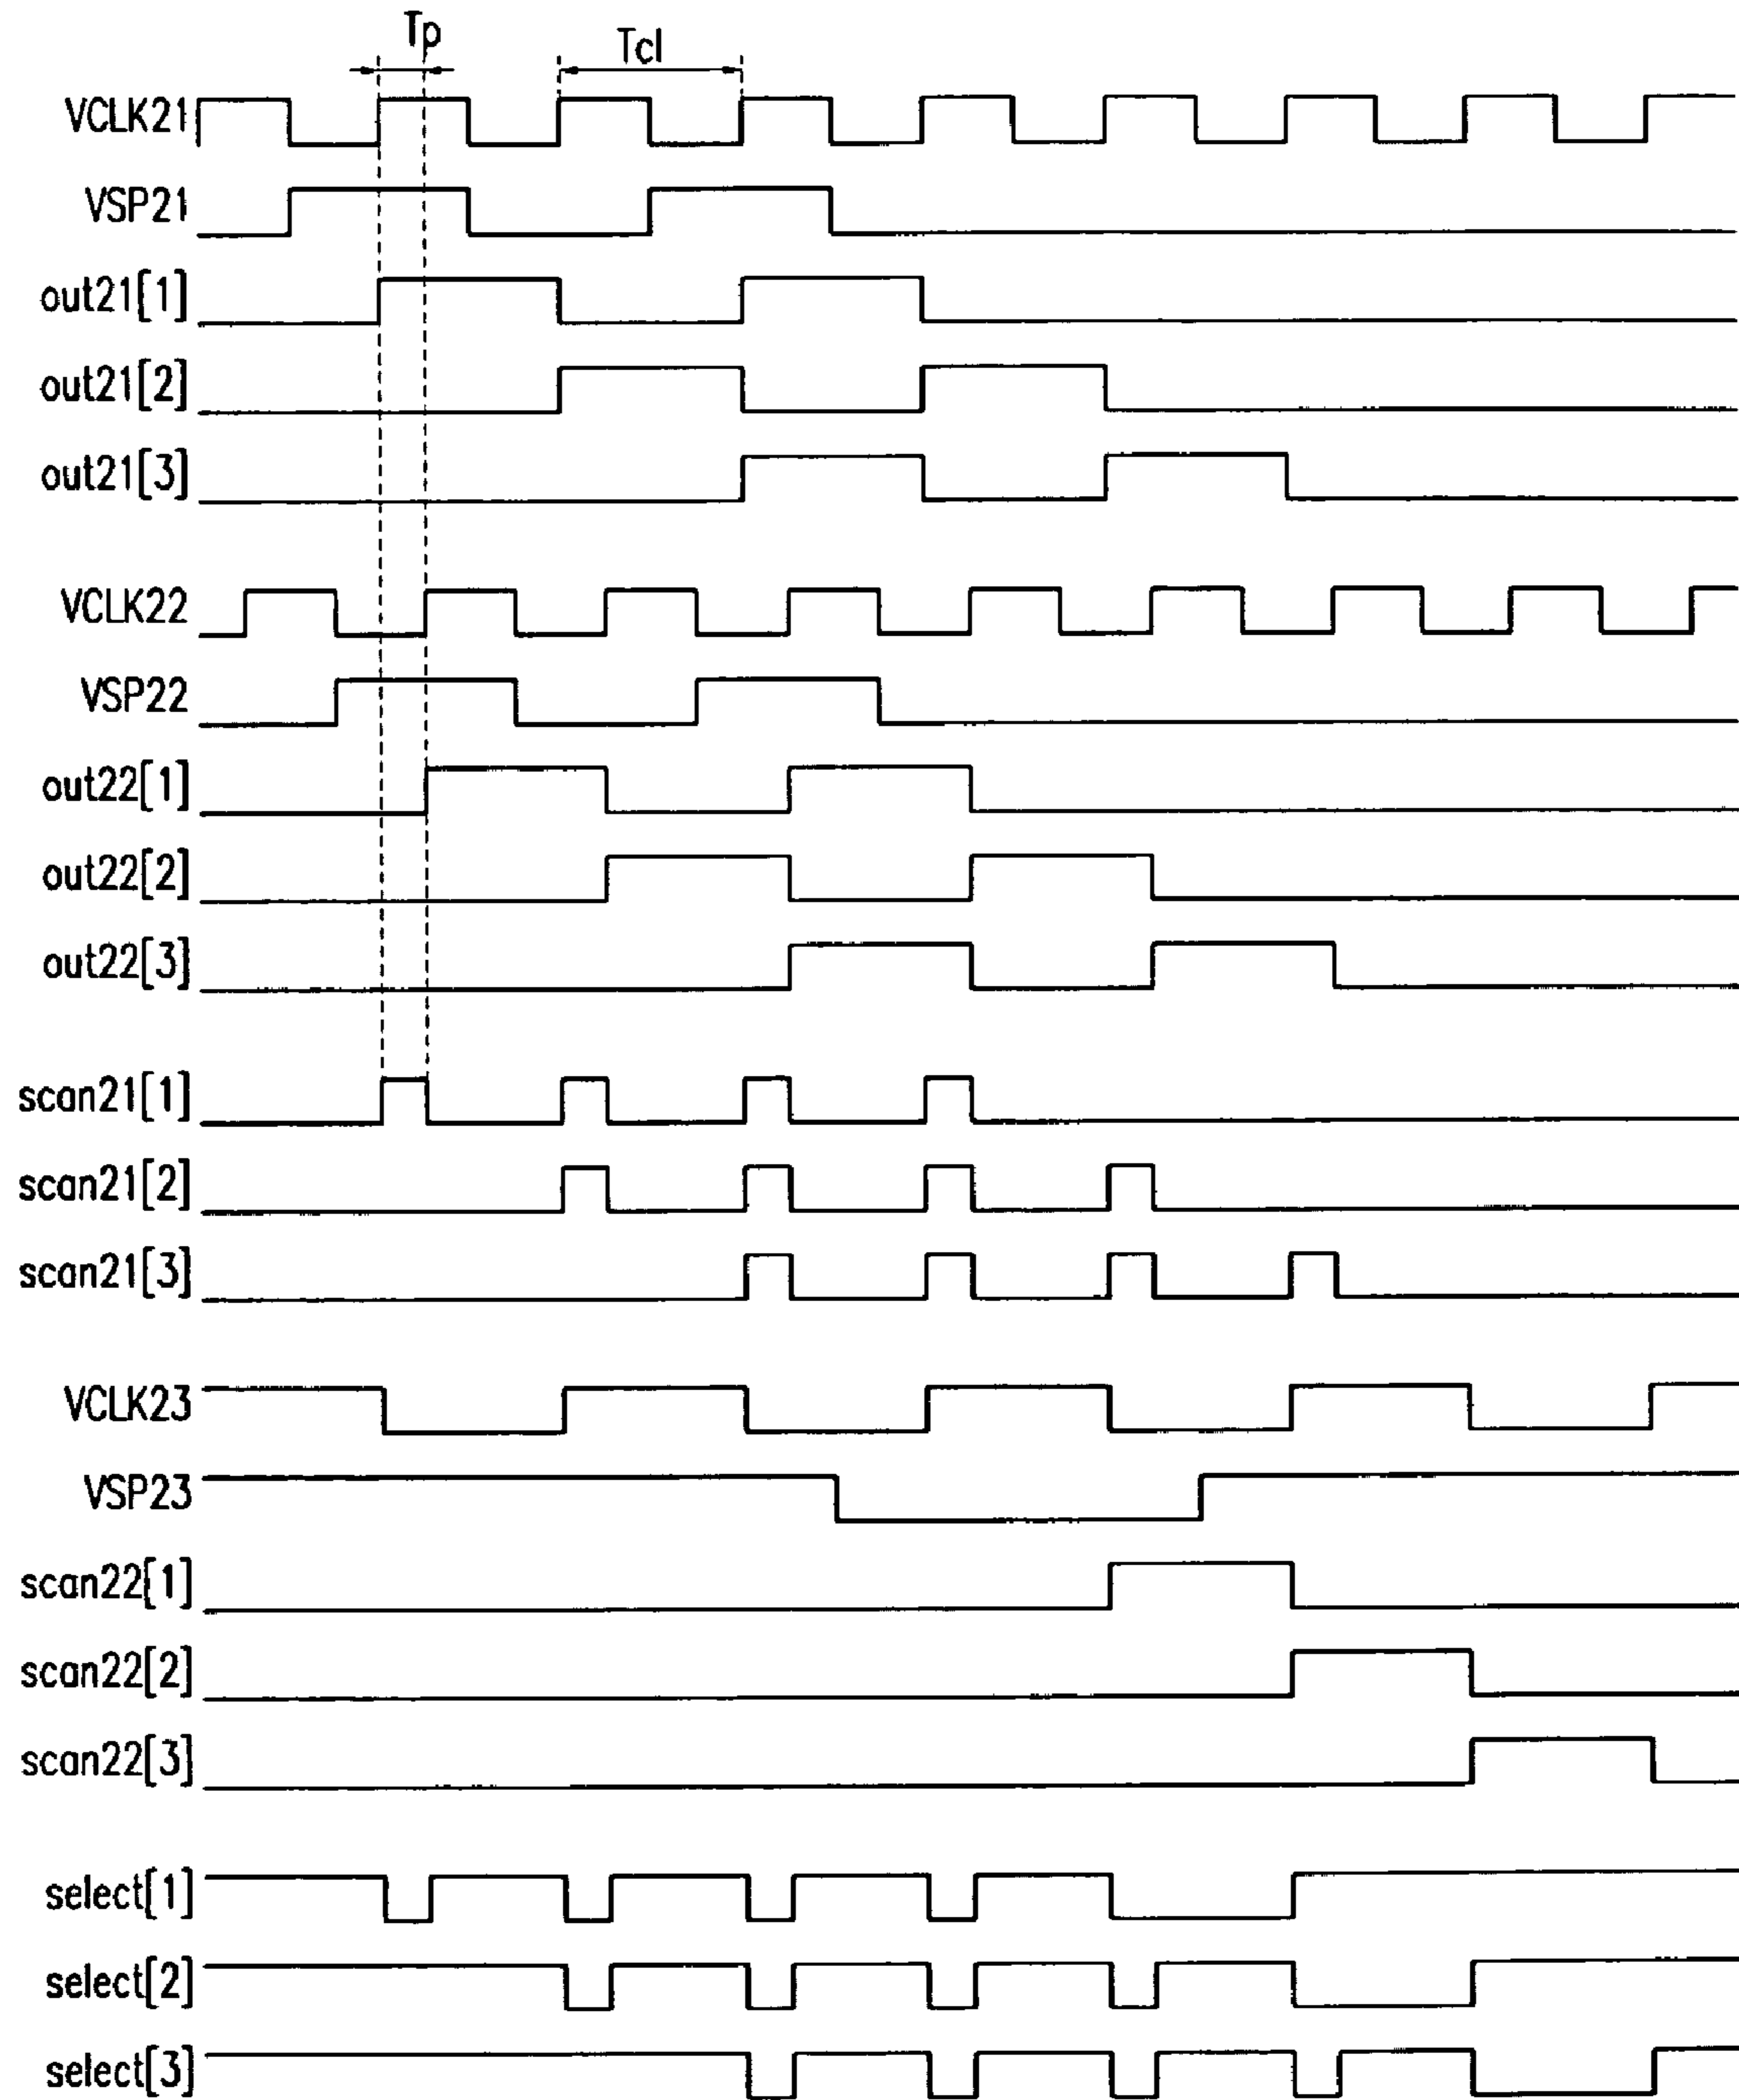 Tp
Tcl
VCLK21
VSP21
out21[1]
out21[2]
out21[3]
VCLK22
VSP22
out22[1]
out22[2]
out22[3]
scan21[1]
scan21[2]
scan21[3]
VCLK23
VSP23
scan22[1]
scan22[2]
scan22[3]
select[1]
select[2]
select[3]